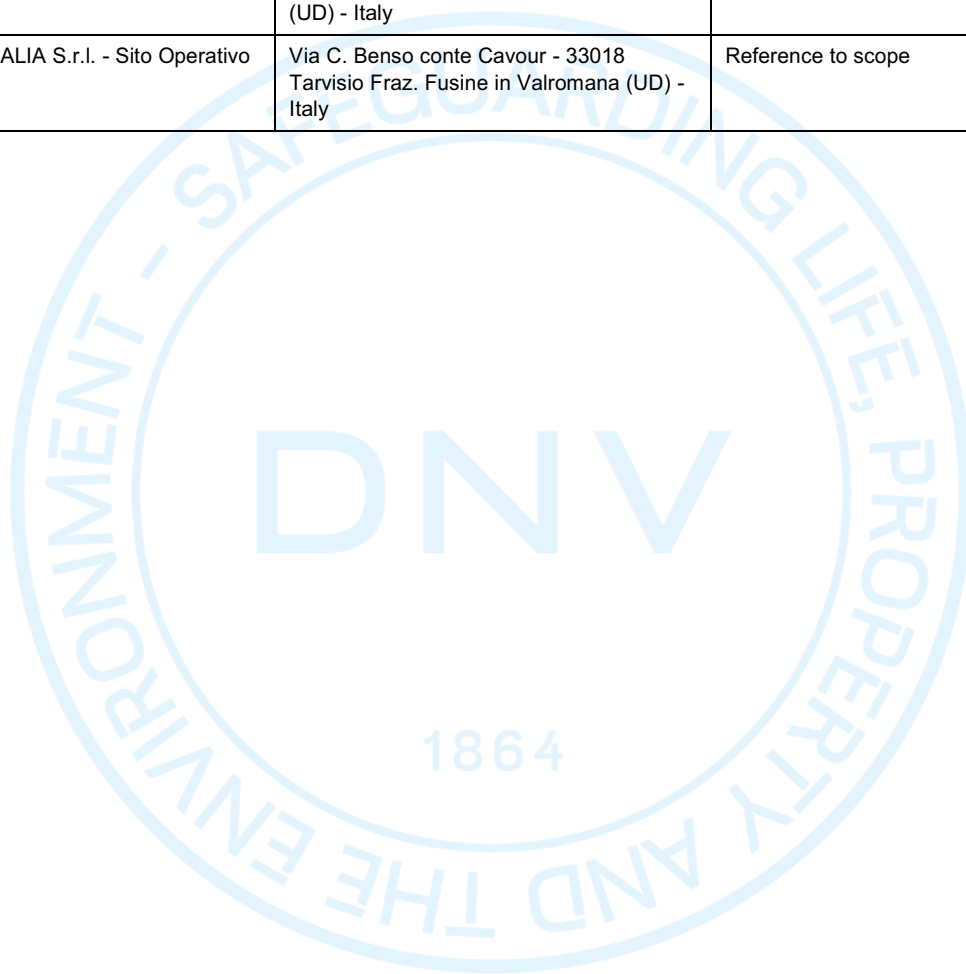 (UD) - Italy
ALIA S.r.l. - Sito Operativo
Via C. Benso conte Cavour - 33018
Tarvisio Fraz. Fusine in Valromana (UD) -
Italy
Reference to scope
SAFEGUARDING LIFE, PROPERTY AND THE ENVIRONMENT -
DNV
1864